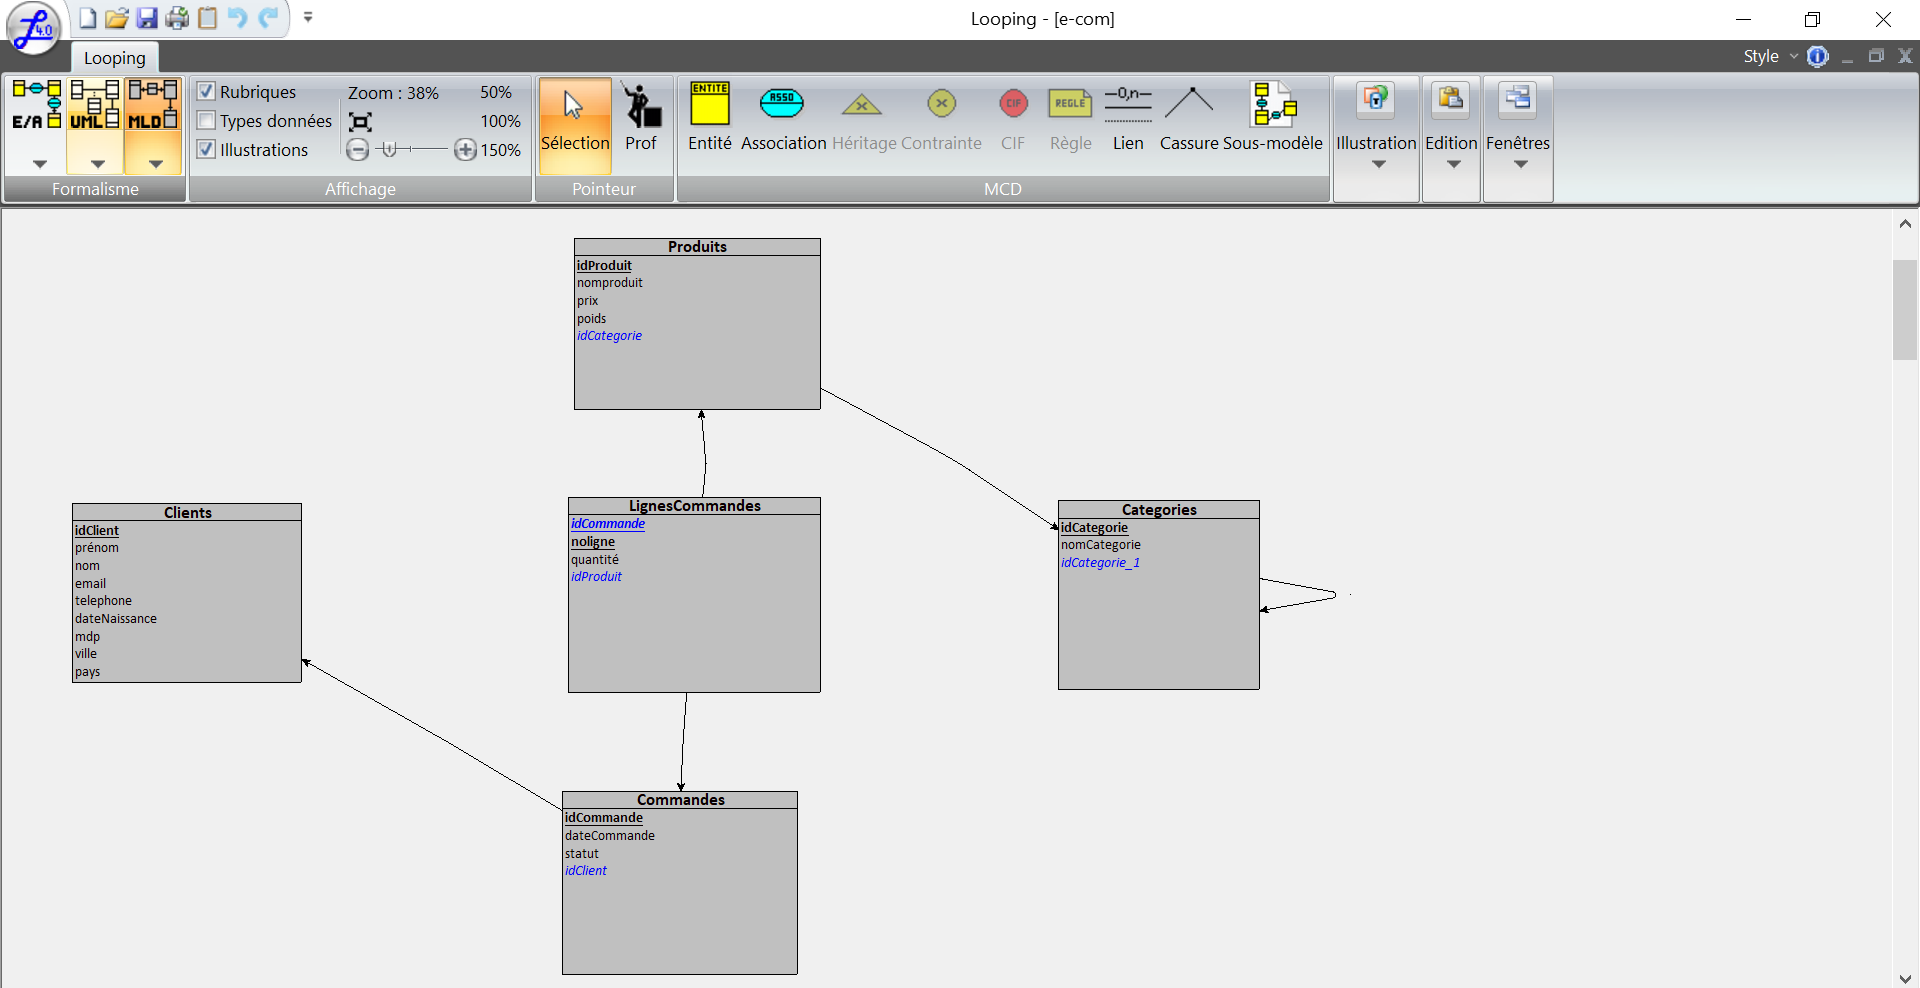 Looping - [e-com]
4.0
Looping
Style
E/A
UML
MLD
Formalisme
Rubriques
Types données
Illustrations
Zoom : 38%
50%
100%
150%
Affichage
Sélection
Prof
Pointeur
ENTITE
Entité
ASSO
Association
Héritage
Contrainte
CIF
CIF
REGLE
Règle
0,n
Lien
Cassure
Sous-modèle
MCD
Illustration
Edition
Fenêtres
Produits
idProduit
nomproduit
prix
poids
idCategorie
Clients
idClient
prénom
nom
email
telephone
dateNaissance
mdp
ville
pays
LignesCommandes
idCommande
noligne
quantité
idProduit
Categories
idCategorie
nomCategorie
idCategorie_1
Commandes
idCommande
dateCommande
statut
idClient